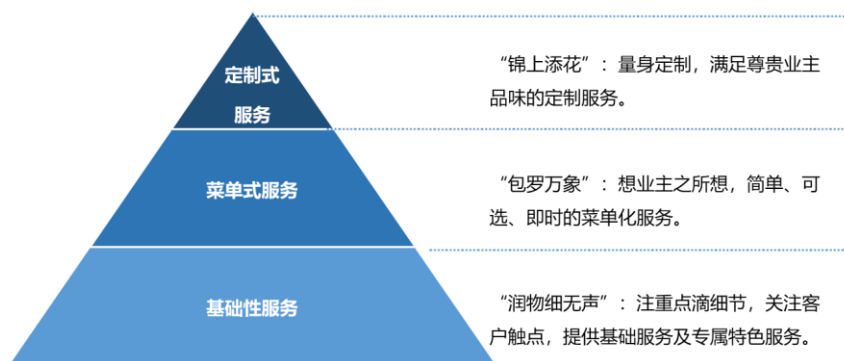 定制式
服务
“锦上添花”：量身定制，满足尊贵业主
品味的定制服务。
菜单式服务
“包罗万象”：想业主之所想，简单、可
选、即时的菜单化服务。
基础性服务
“润物细无声”：注重点滴细节，关注客
户触点，提供基础服务及专属特色服务。